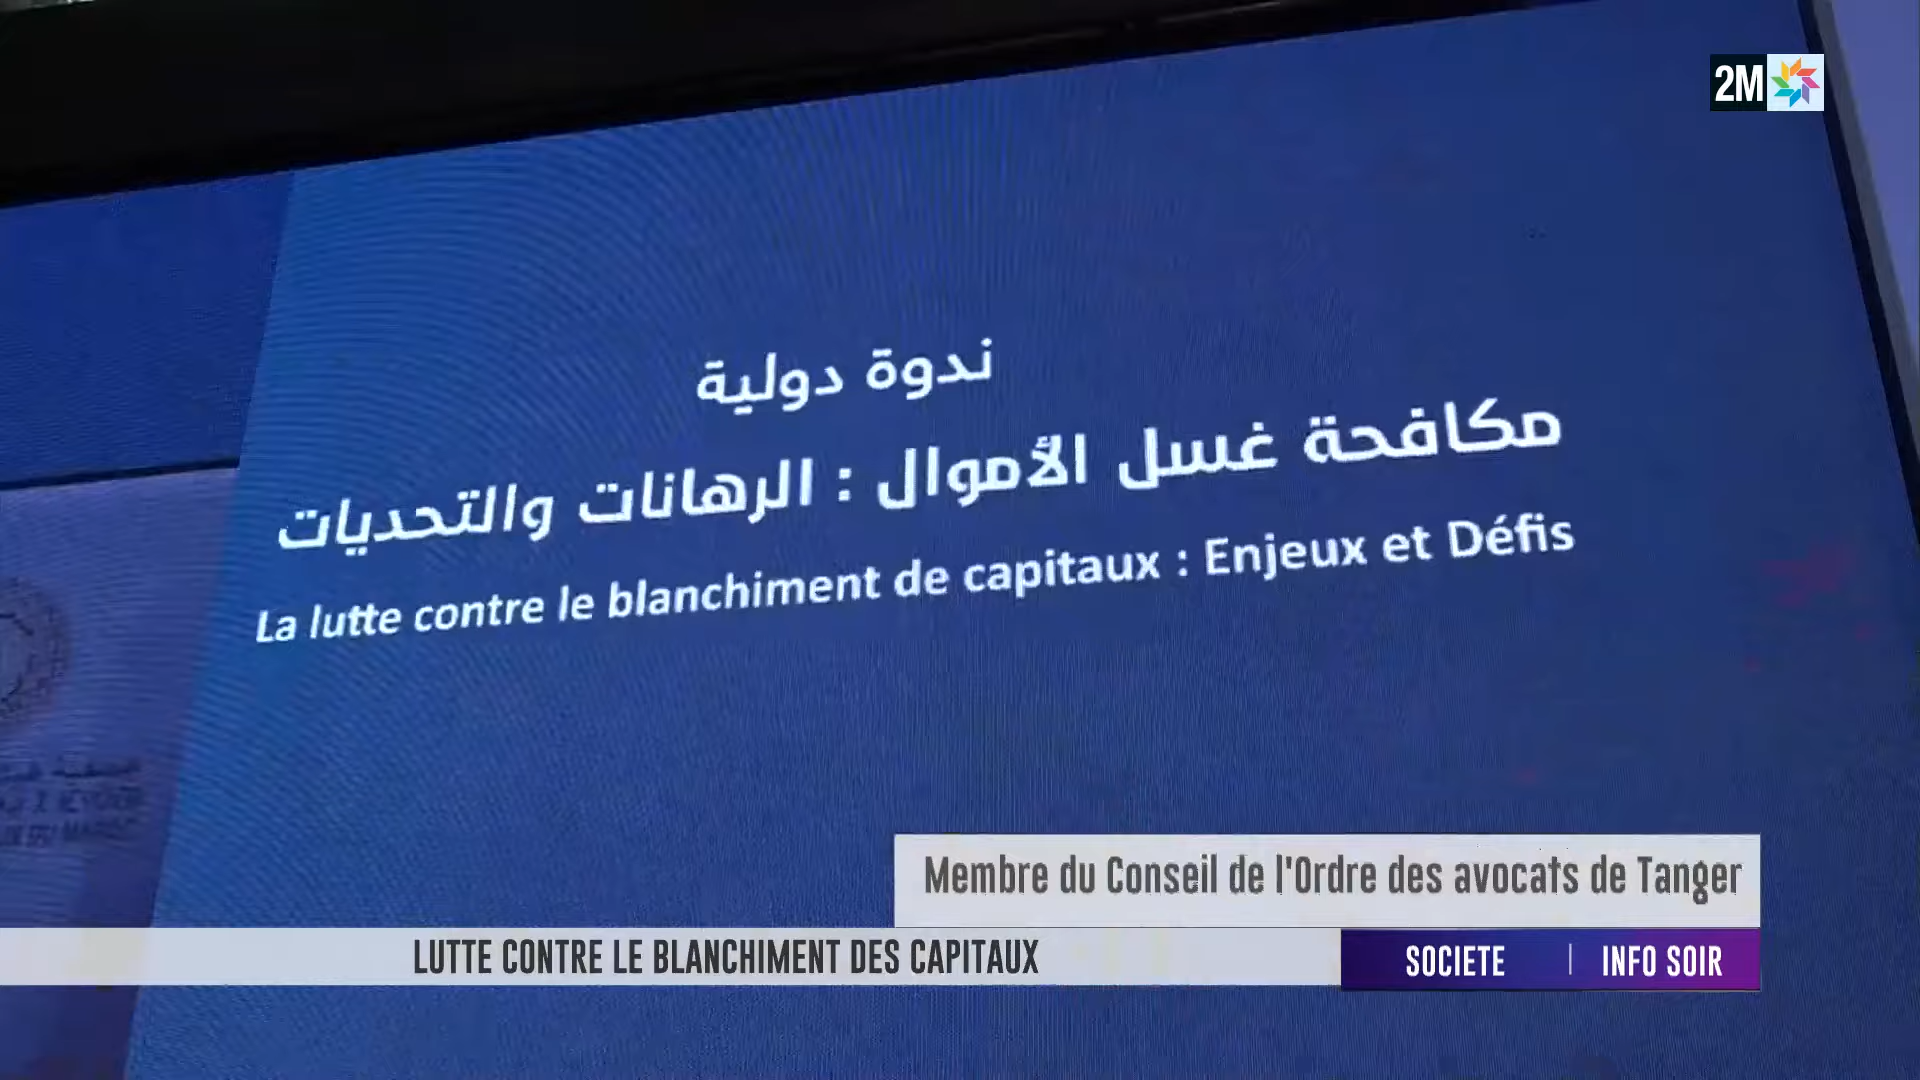 2M
ندوة دولية
مكافحة غسل الأموال : الرهانات والتحديات
La lutte contre le blanchiment de capitaux : Enjeux et Défis
Membre du Conseil de l'Ordre des avocats de Tanger
LUTTE CONTRE LE BLANCHIMENT DES CAPITAUX
SOCIETE | INFO SOIR